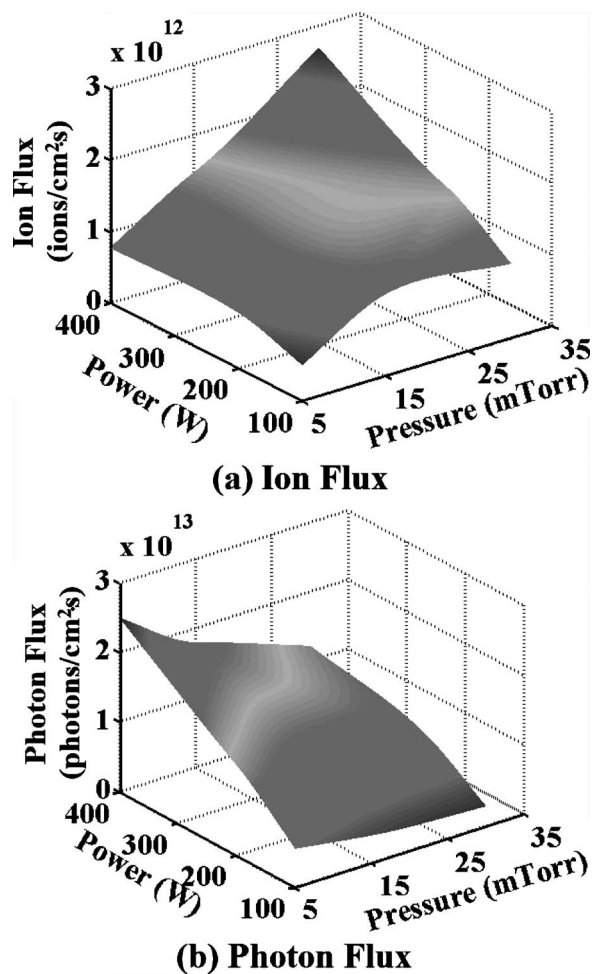 x 10^12
3
2
1
0
Ion Flux
(ions/cm²s)
400
300
200
100
Power (W)
5
15
25
35
Pressure (mTorr)
(a) Ion Flux
x 10^13
3
2
1
0
Photon Flux
(photons/cm²s)
400
300
200
100
Power (W)
5
15
25
35
Pressure (mTorr)
(b) Photon Flux